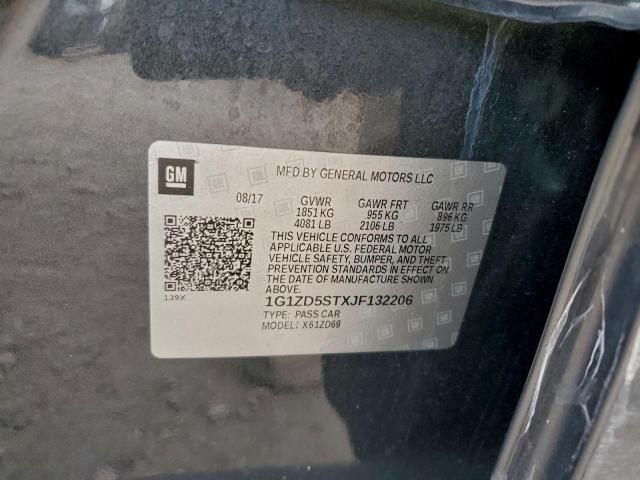 GM
MFD BY GENERAL MOTORS LLC
08/17 GVWR GAWR FRT GAWR RR
1851 KG 955 KG 896 KG
4081 LB 2106 LB 1975 LB
THIS VEHICLE CONFORMS TO ALL
APPLICABLE U.S. FEDERAL MOTOR
VEHICLE SAFETY, BUMPER, AND THEFT
PREVENTION STANDARDS IN EFFECT ON
THE DATE OF MANUFACTURE SHOWN
ABOVE.
139X
1G1ZD5STXJF132206
TYPE: PASS CAR
MODEL: X61ZD69